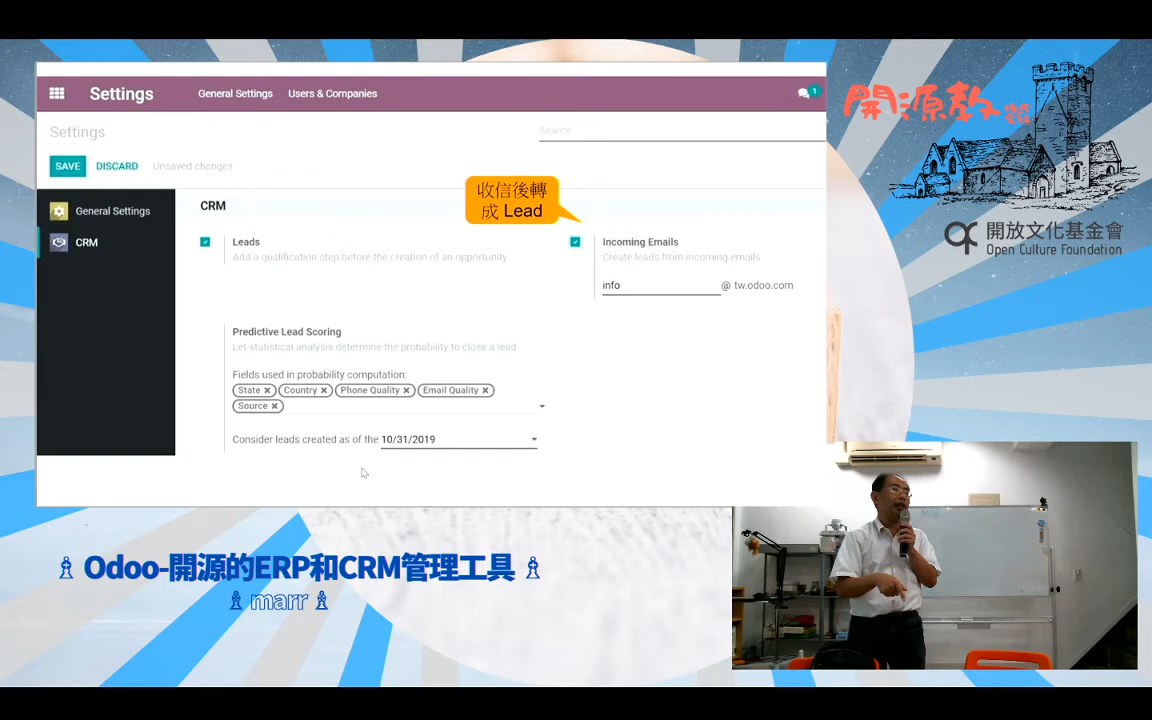 Settings
General Settings
Users & Companies
1
Settings
Search
SAVE
DISCARD
Unsaved changes
General Settings
CRM
CRM
收信後轉
成 Lead
Leads
Add a qualification step before the creation of an opportunity
Incoming Emails
Create leads from incoming emails
info @ tw.odoo.com
Predictive Lead Scoring
Let statistical analysis determine the probability to close a lead
Fields used in probability computation:
State × Country × Phone Quality × Email Quality ×
Source ×
Consider leads created as of the 10/31/2019
開源教
開放文化基金會
Open Culture Foundation
Odoo-開源的ERP和CRM管理工具
marr